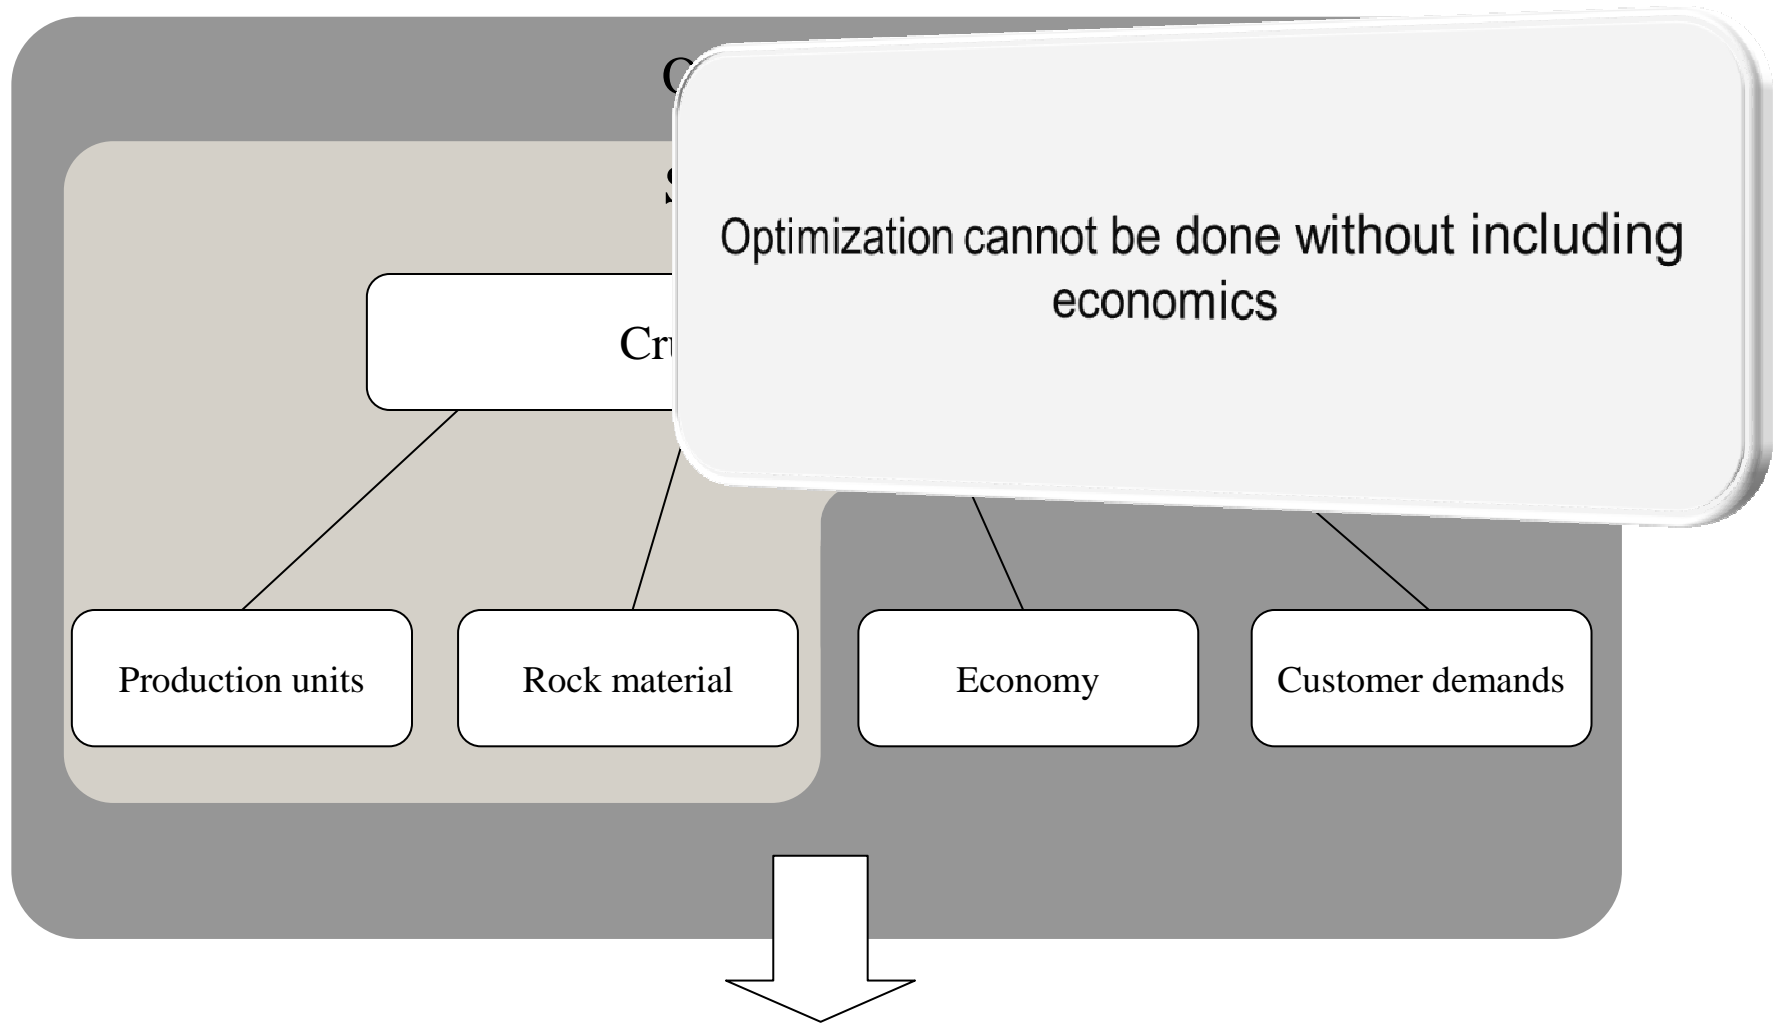 Optimization cannot be done without including
economics
Production units
Rock material
Economy
Customer demands